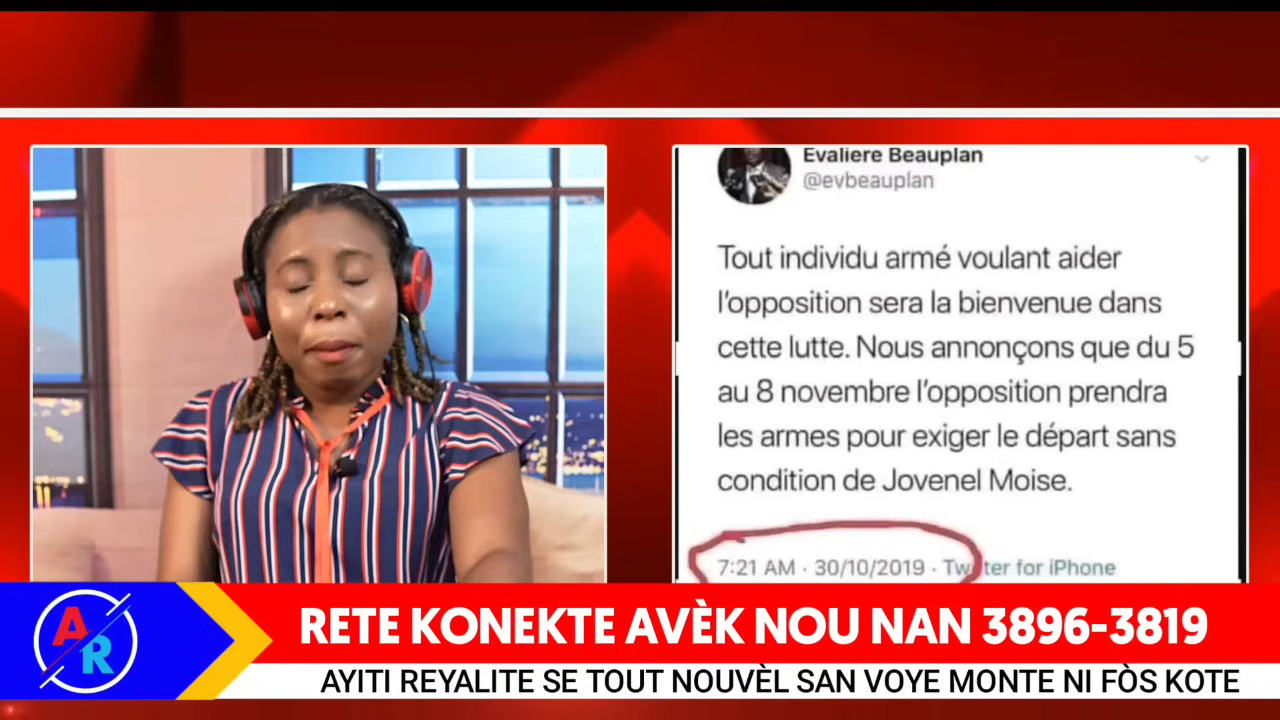 Evaliere Beauplan
@evbeauplan
Tout individu armé voulant aider
l'opposition sera la bienvenue dans
cette lutte. Nous annonçons que du 5
au 8 novembre l'opposition prendra
les armes pour exiger le départ sans
condition de Jovenel Moise.
7:21 AM · 30/10/2019 · Twitter for iPhone
AR
RETE KONEKTE AVÈK NOU NAN 3896-3819
AYITI REYALITE SE TOUT NOUVÈL SAN VOYE MONTE NI FÒS KOTE